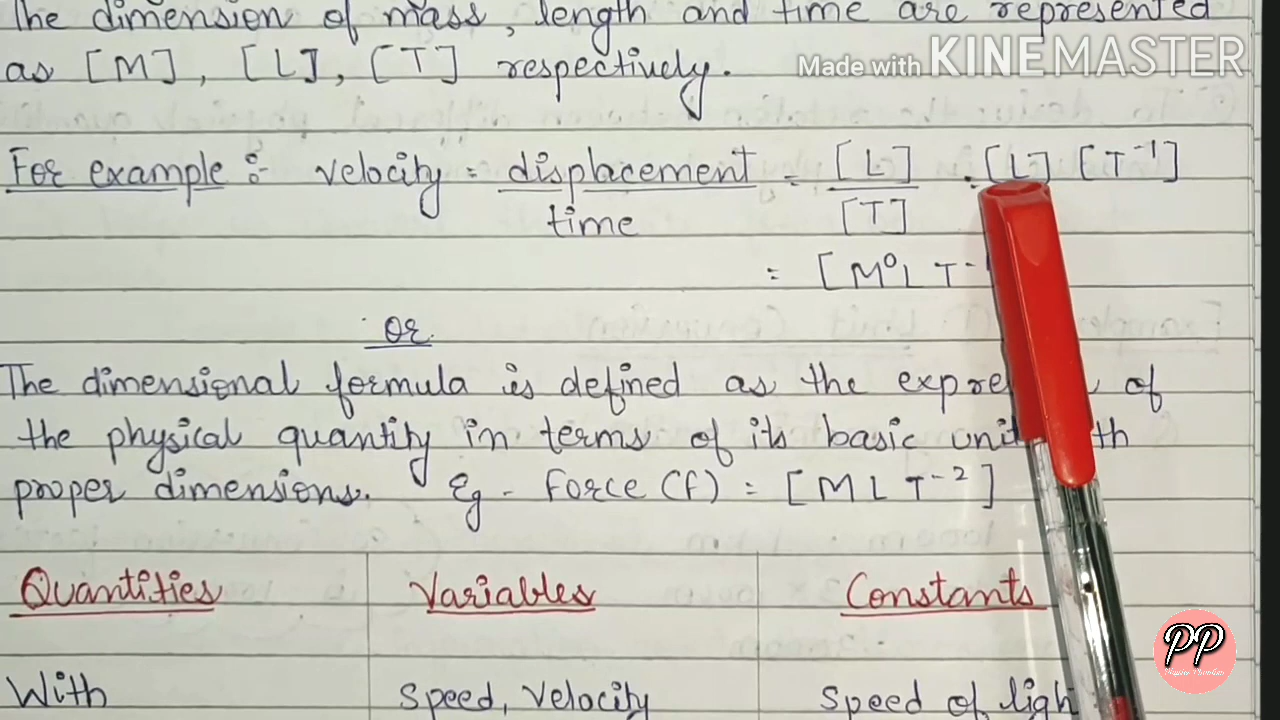 The dimension of mass, length and time are represented
as [M], [L], [T] respectively.
Made with KINEMASTER
For example :- velocity = displacement = [L] = [L] [T⁻¹]
time [T]
= [M⁰L T⁻
or
The dimensional formula is defined as the expre of
the physical quantity in terms of its basic unit th
proper dimensions. Eg - Force (f) = [M L T⁻²]
Quantities Variables Constants
With Speed, Velocity Speed of ligh
PP